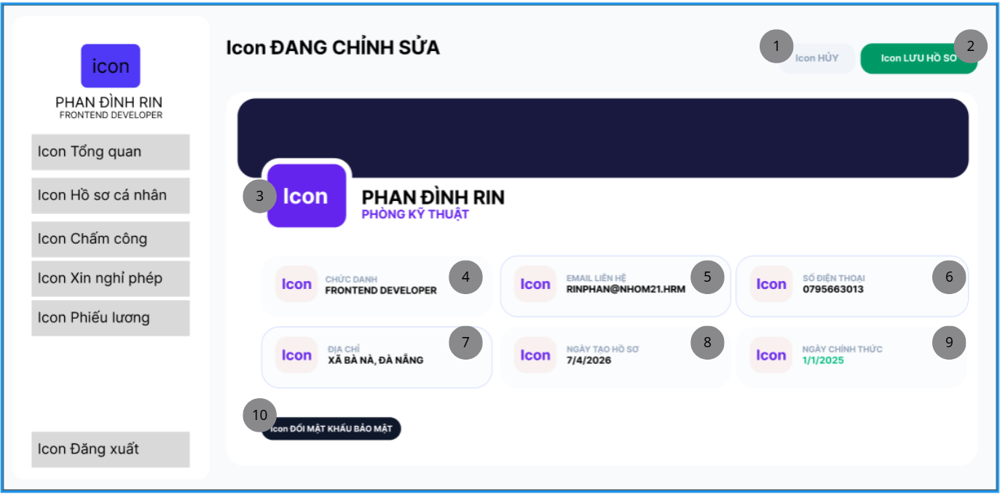 icon
PHAN ĐÌNH RIN
FRONTEND DEVELOPER
Icon Tổng quan
Icon Hồ sơ cá nhân
Icon Chấm công
Icon Xin nghỉ phép
Icon Phiếu lương
Icon Đăng xuất
Icon ĐANG CHỈNH SỬA
1
Icon HỦY
Icon LƯU HỒ SƠ
2
3
Icon
PHAN ĐÌNH RIN
PHÒNG KỸ THUẬT
Icon
CHỨC DANH
FRONTEND DEVELOPER
4
Icon
EMAIL LIÊN HỆ
RINPHAN@NHOM21.HRM
5
Icon
SỐ ĐIỆN THOẠI
0795663013
6
Icon
ĐỊA CHỈ
XÃ BÀ NÀ, ĐÀ NẴNG
7
Icon
NGÀY TẠO HỒ SƠ
7/4/2026
8
Icon
NGÀY CHÍNH THỨC
1/1/2025
9
10
Icon ĐỔI MẬT KHẨU BẢO MẬT